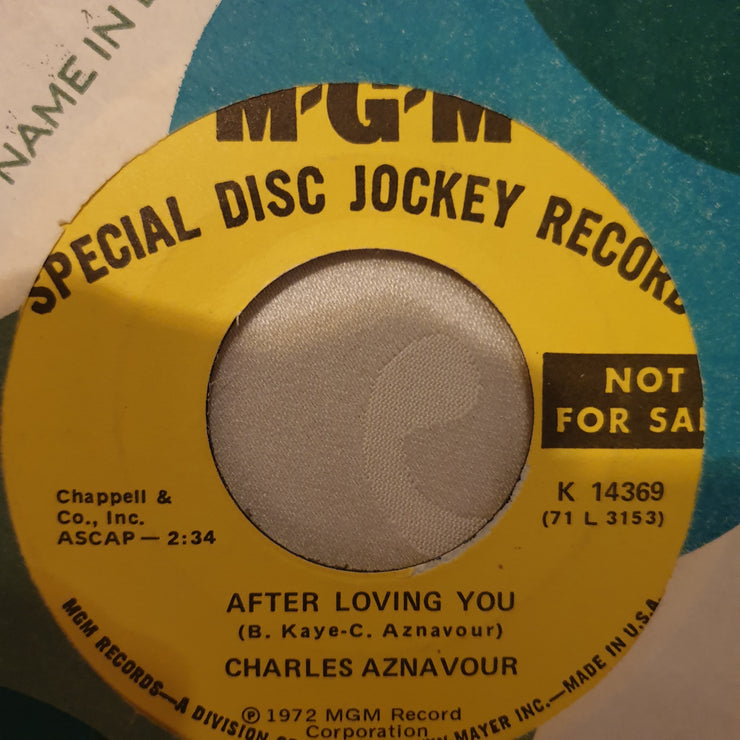 NAME IN
M·G·M
SPECIAL DISC JOCKEY RECORD
NOT
FOR SA
K 14369
(71 L 3153)
Chappell &
Co., Inc.
ASCAP — 2:34
AFTER LOVING YOU
(B. Kaye-C. Aznavour)
CHARLES AZNAVOUR
℗ 1972 MGM Record
Corporation
MGM RECORDS—A DIVISION MAYER INC.—MADE IN U.S.A.